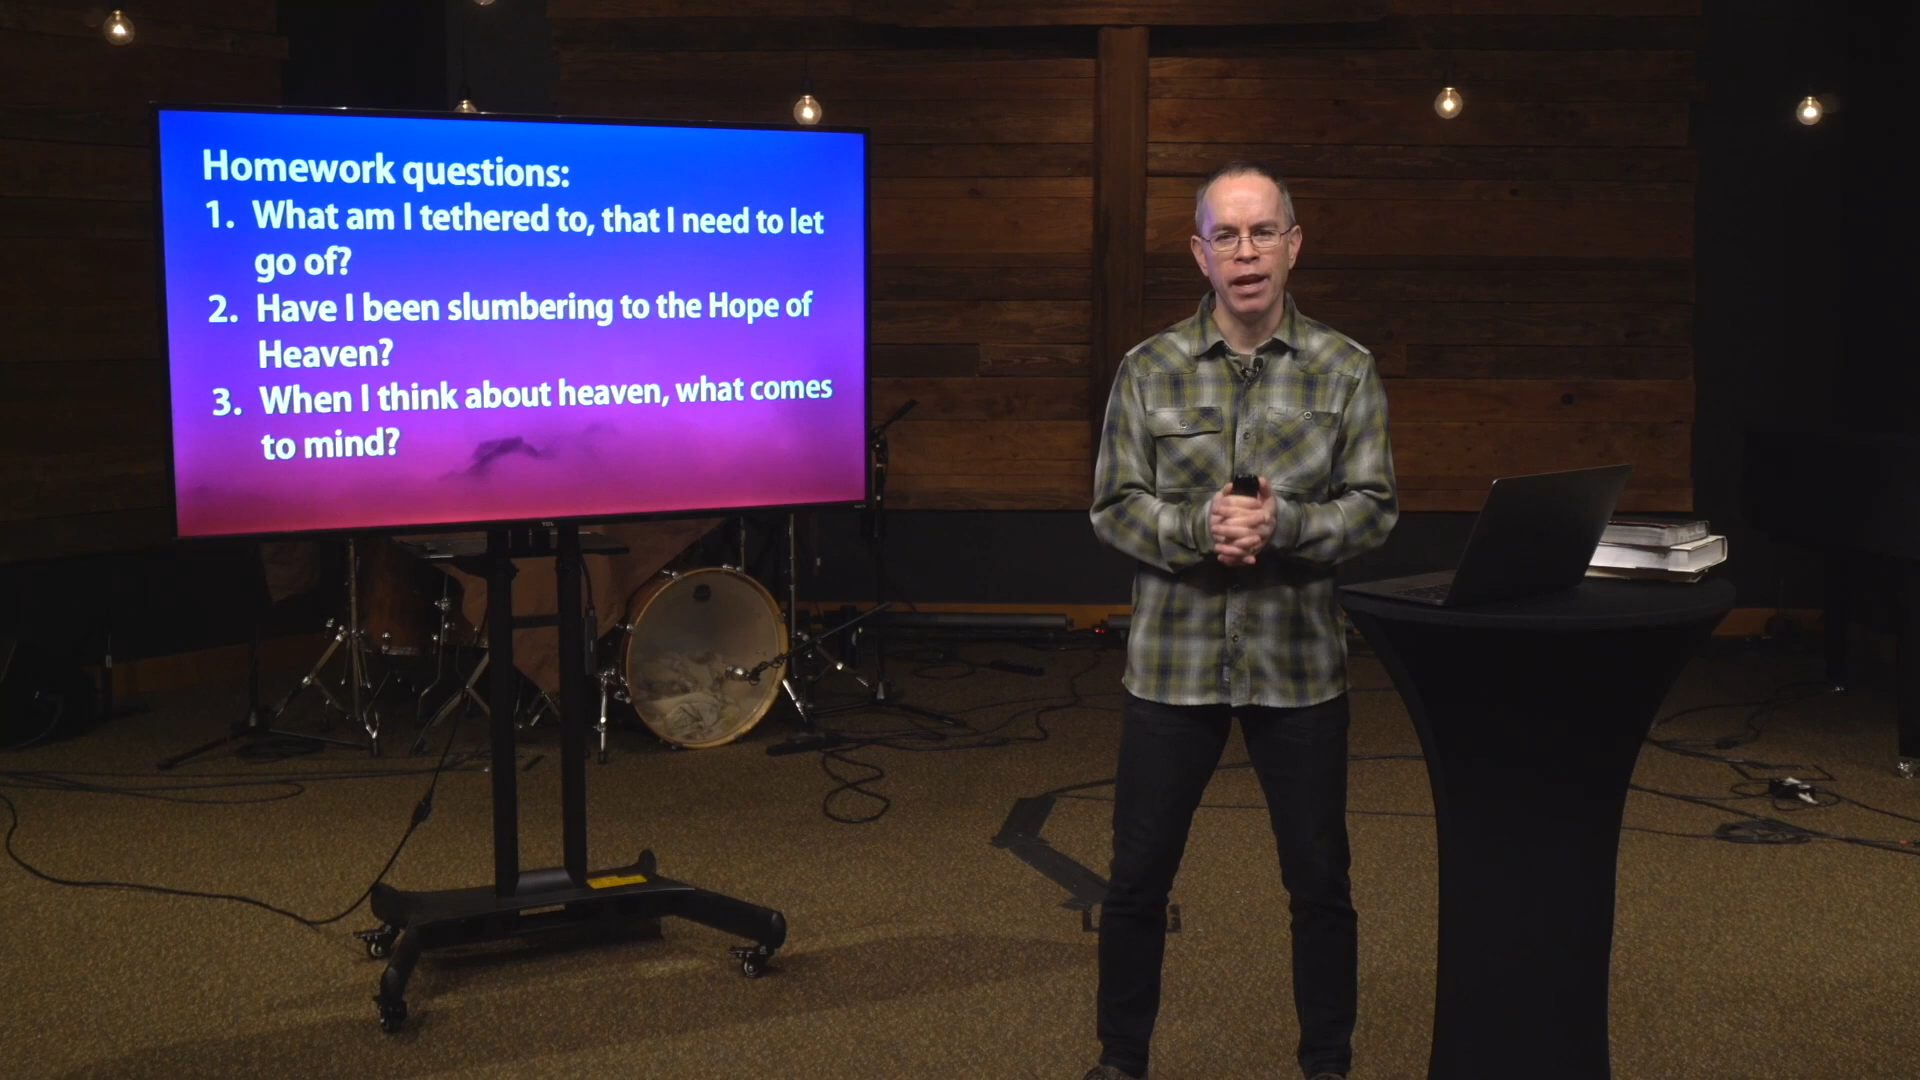 Homework questions:
1. What am I tethered to, that I need to let
go of?
2. Have I been slumbering to the Hope of
Heaven?
3. When I think about heaven, what comes
to mind?
TCL